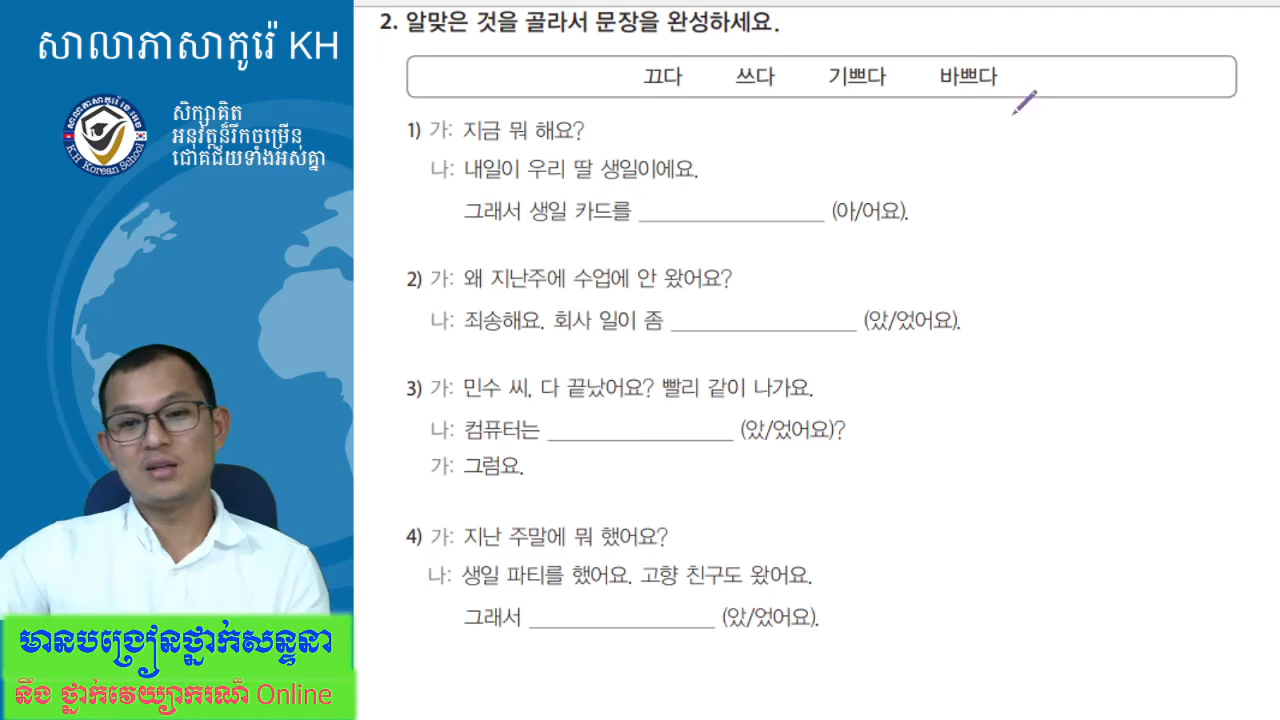 សាលាភាសាកូរ៉េ KH
សាលាភាសាកូរ៉េ ខេ អេច
K.H Korean School
សិក្សាគិត
អនុវត្តន៍រីកចម្រើន
ជោគជ័យទាំងអស់គ្នា
មានបង្រៀនថ្នាក់សន្ទនា
នឹង ថ្នាក់វេយ្យាករណ៍ Online
2. 알맞은 것을 골라서 문장을 완성하세요.
끄다 쓰다 기쁘다 바쁘다
1) 가: 지금 뭐 해요?
나: 내일이 우리 딸 생일이에요.
그래서 생일 카드를 ________________ (아/어요).
2) 가: 왜 지난주에 수업에 안 왔어요?
나: 죄송해요. 회사 일이 좀 ________________ (았/었어요).
3) 가: 민수 씨, 다 끝났어요? 빨리 같이 나가요.
나: 컴퓨터는 ________________ (았/었어요)?
가: 그럼요.
4) 가: 지난 주말에 뭐 했어요?
나: 생일 파티를 했어요. 고향 친구도 왔어요.
그래서 ________________ (았/었어요).